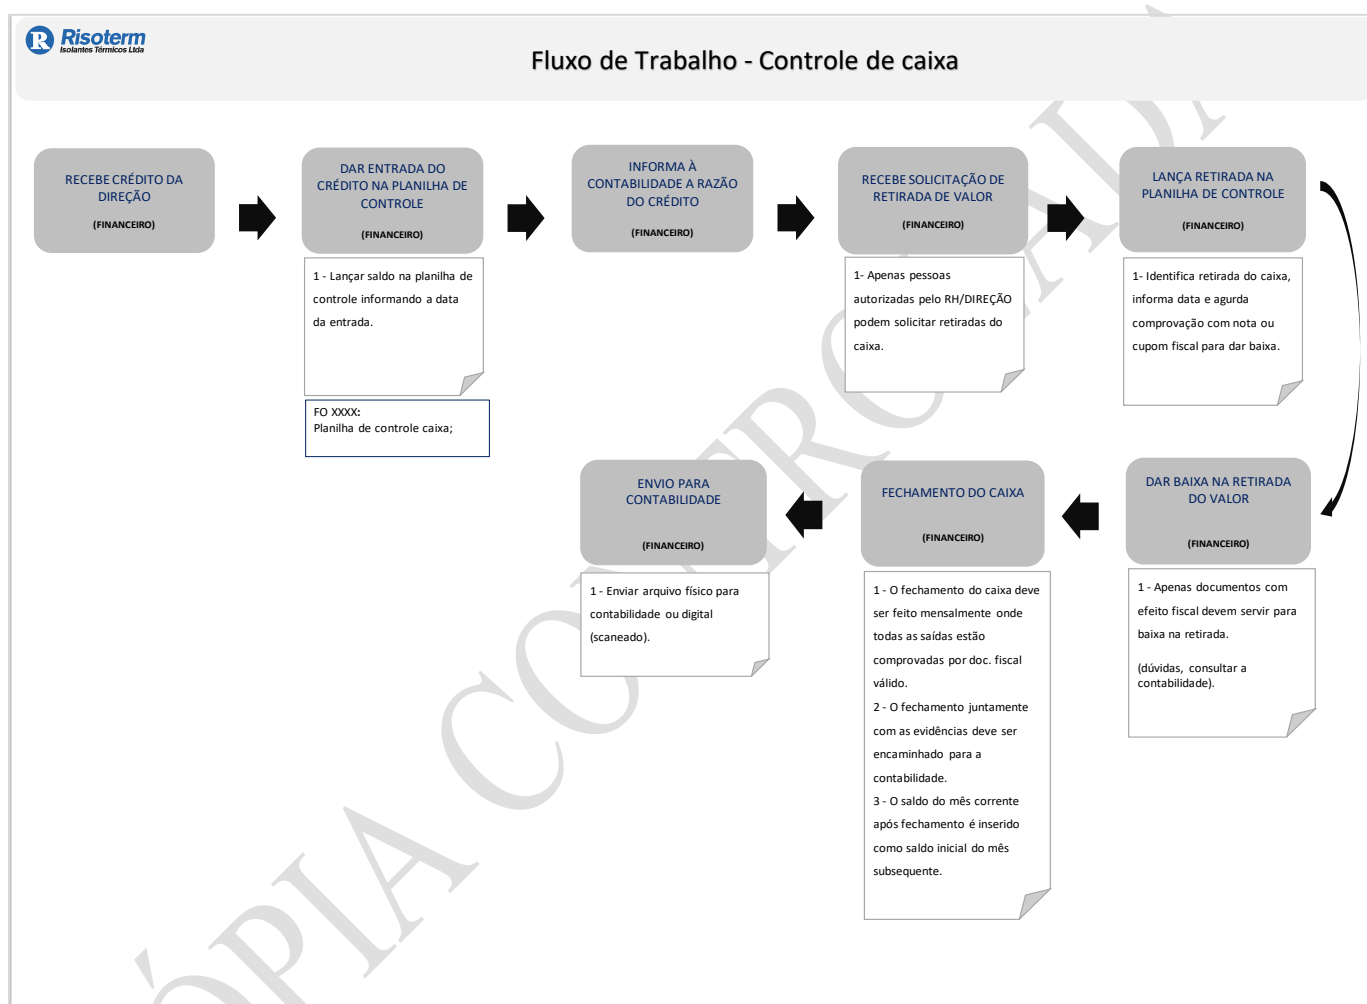 R Risoterm
Isolantes Térmicos Ltda
Fluxo de Trabalho - Controle de caixa
RECEBE CRÉDITO DA
DIREÇÃO
(FINANCEIRO)
DAR ENTRADA DO
CRÉDITO NA PLANILHA DE
CONTROLE
(FINANCEIRO)
1 - Lançar saldo na planilha de
controle informando a data
da entrada.
FO XXXX:
Planilha de controle caixa;
INFORMA À
CONTABILIDADE A RAZÃO
DO CRÉDITO
(FINANCEIRO)
RECEBE SOLICITAÇÃO DE
RETIRADA DE VALOR
(FINANCEIRO)
1- Apenas pessoas
autorizadas pelo RH/DIREÇÃO
podem solicitar retiradas do
caixa.
LANÇA RETIRADA NA
PLANILHA DE CONTROLE
(FINANCEIRO)
1- Identifica retirada do caixa,
informa data e agurda
comprovação com nota ou
cupom fiscal para dar baixa.
DAR BAIXA NA RETIRADA
DO VALOR
(FINANCEIRO)
1 - Apenas documentos com
efeito fiscal devem servir para
baixa na retirada.
(dúvidas, consultar a
contabilidade).
FECHAMENTO DO CAIXA
(FINANCEIRO)
1 - O fechamento do caixa deve
ser feito mensalmente onde
todas as saídas estão
comprovadas por doc. fiscal
válido.
2 - O fechamento juntamente
com as evidências deve ser
encaminhado para a
contabilidade.
3 - O saldo do mês corrente
após fechamento é inserido
como saldo inicial do mês
subsequente.
ENVIO PARA
CONTABILIDADE
(FINANCEIRO)
1 - Enviar arquivo físico para
contabilidade ou digital
(scaneado).